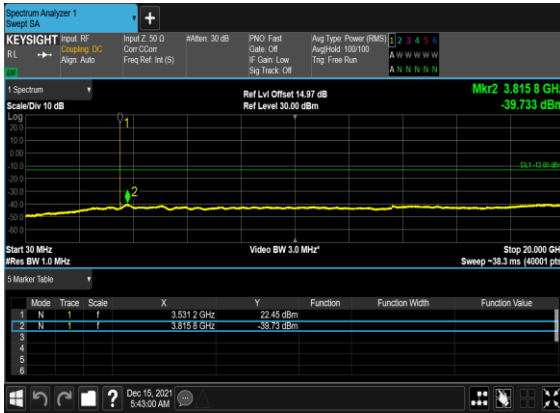 Spectrum Analyzer 1
Swept SA
KEYSIGHT
RL
Input: RF
Coupling: DC
Align: Auto
Input Z: 50 Ω
Corr CCorr
Freq Ref: Int (S)
#Atten: 30 dB
PNO: Fast
Gate: Off
IF Gain: Low
Sig Track: Off
Avg Type: Power (RMS)
Avg|Hold: 100/100
Trig: Free Run
1 2 3 4 5 6
A W W W W W
A N N N N N
1 Spectrum
Scale/Div 10 dB
Ref Lvl Offset 14.97 dB
Ref Level 30.00 dBm
Mkr2 3.815 8 GHz
-39.733 dBm
Log
20.0
10.0
0.00
-10.0
-20.0
-30.0
-40.0
-50.0
-60.0
1
2
DL1 -13.00 dBm
Start 30 MHz
#Res BW 1.0 MHz
Video BW 3.0 MHz*
Stop 20.000 GHz
Sweep ~38.3 ms (40001 pts)
5 Marker Table
Mode Trace Scale X Y Function Function Width Function Value
1 N 1 f 3.531 2 GHz 22.45 dBm
2 N 1 f 3.815 8 GHz -39.73 dBm
3
4
5
6
?
Dec 15, 2021
5:43:00 AM